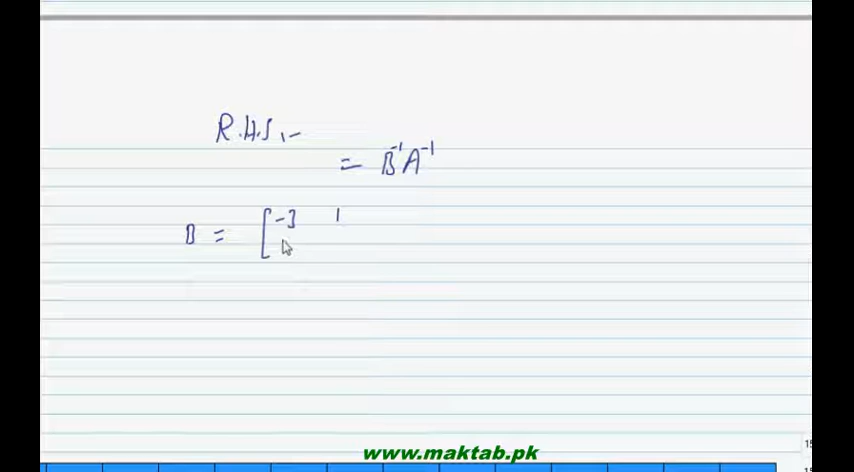 R.H.S :-
= B⁻¹A⁻¹
B = [-3 1
www.maktab.pk